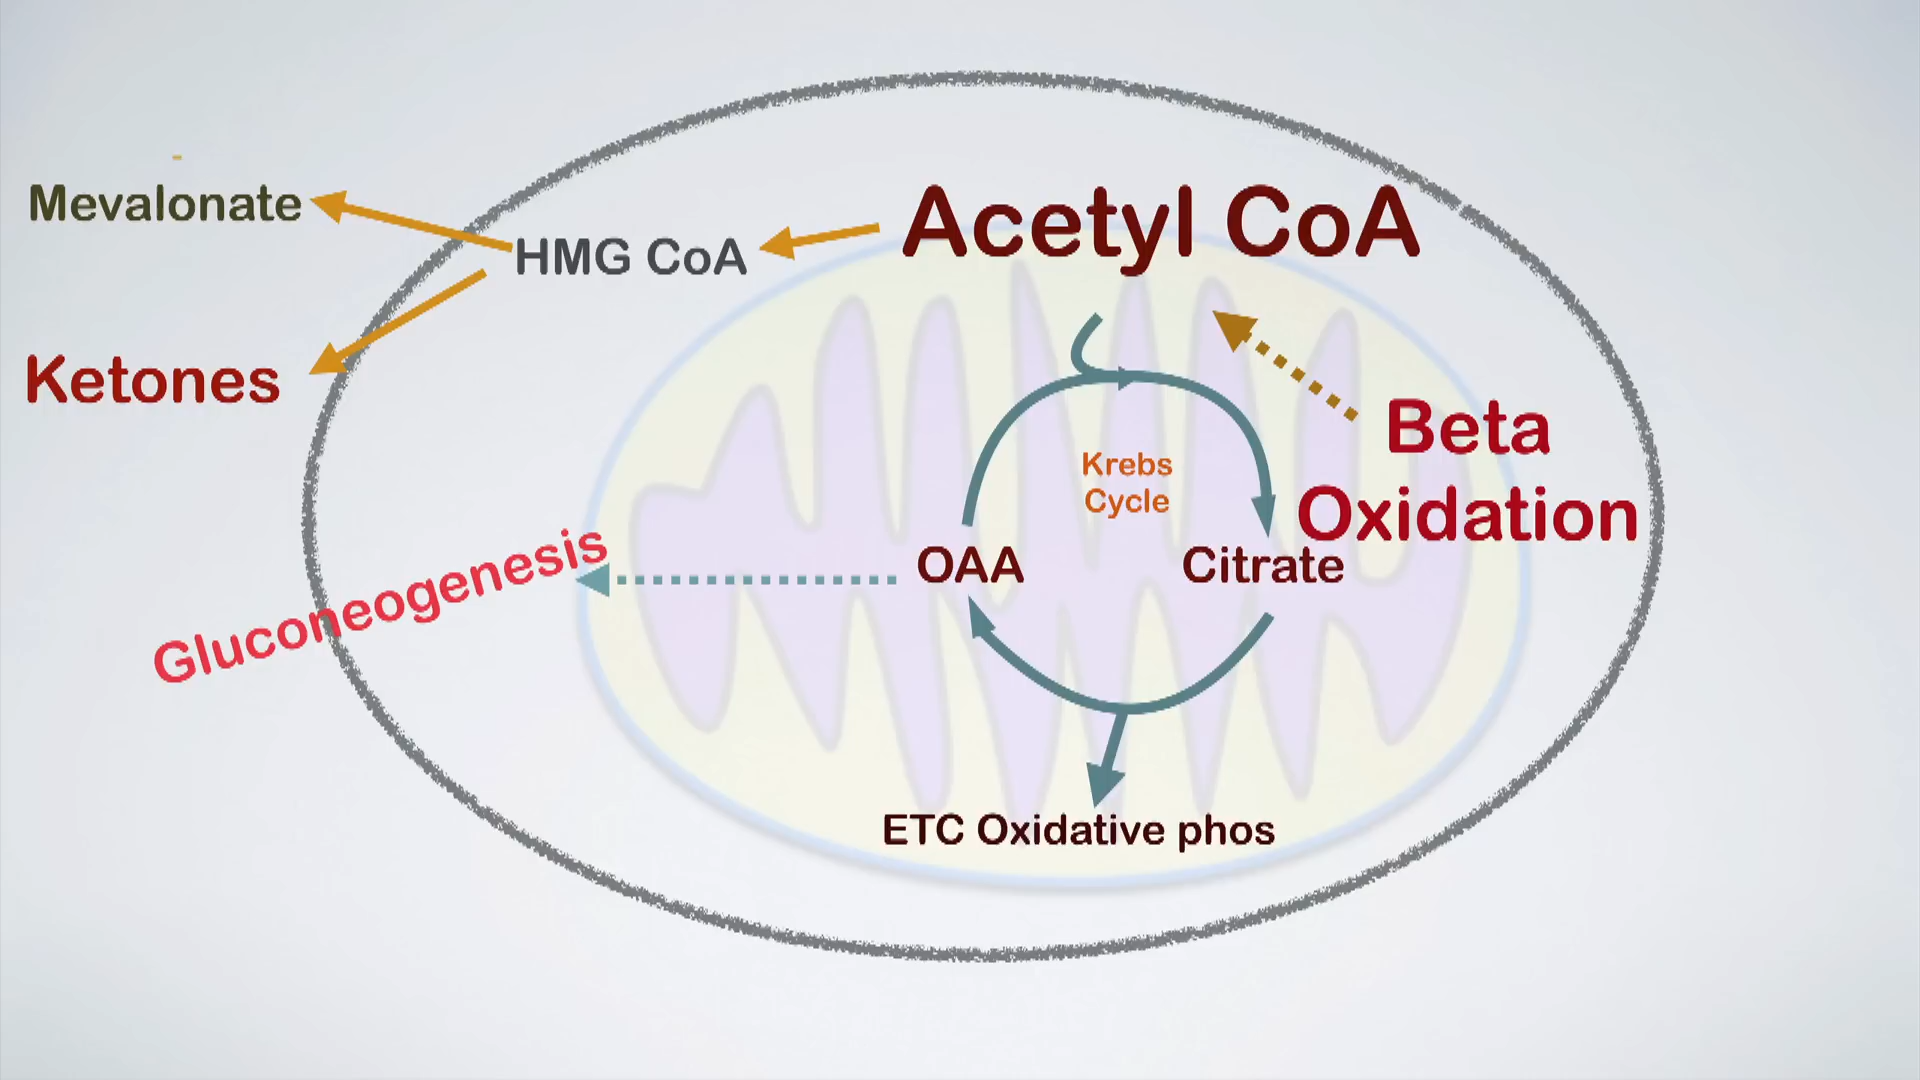 Mevalonate
HMG CoA
Acetyl CoA
Ketones
Beta
Oxidation
Krebs
Cycle
Gluconeogenesis
OAA
Citrate
ETC Oxidative phos